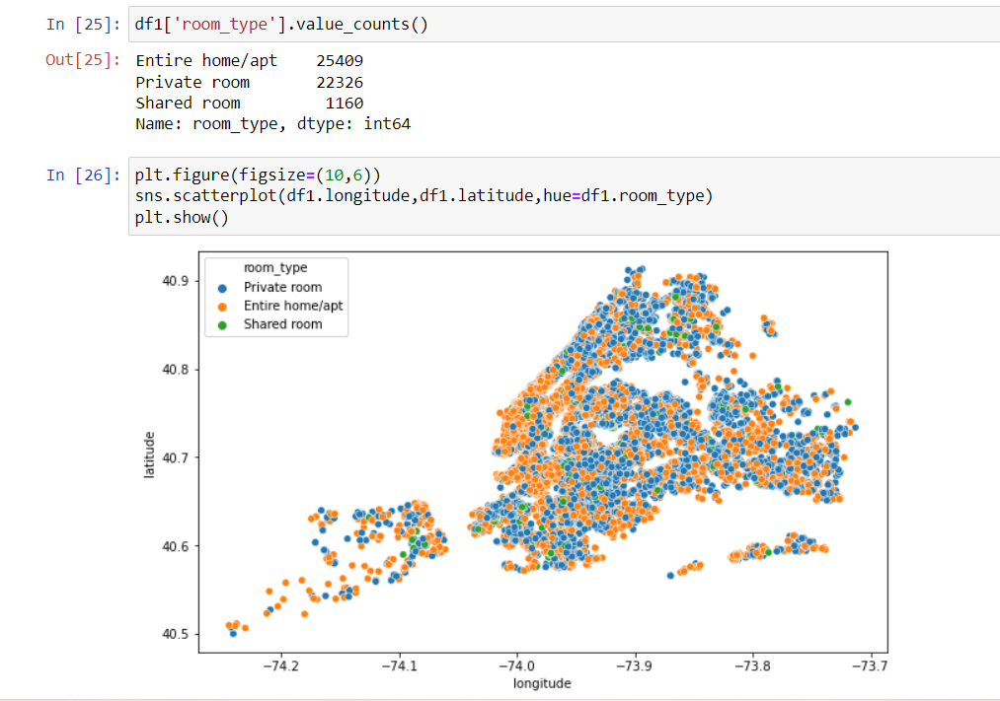 In [25]: df1['room_type'].value_counts()
Out[25]: Entire home/apt    25409
Private room       22326
Shared room         1160
Name: room_type, dtype: int64
In [26]: plt.figure(figsize=(10,6))
sns.scatterplot(df1.longitude,df1.latitude,hue=df1.room_type)
plt.show()
room_type
Private room
Entire home/apt
Shared room
40.9
40.8
40.7
40.6
40.5
latitude
−74.2 −74.1 −74.0 −73.9 −73.8 −73.7
longitude